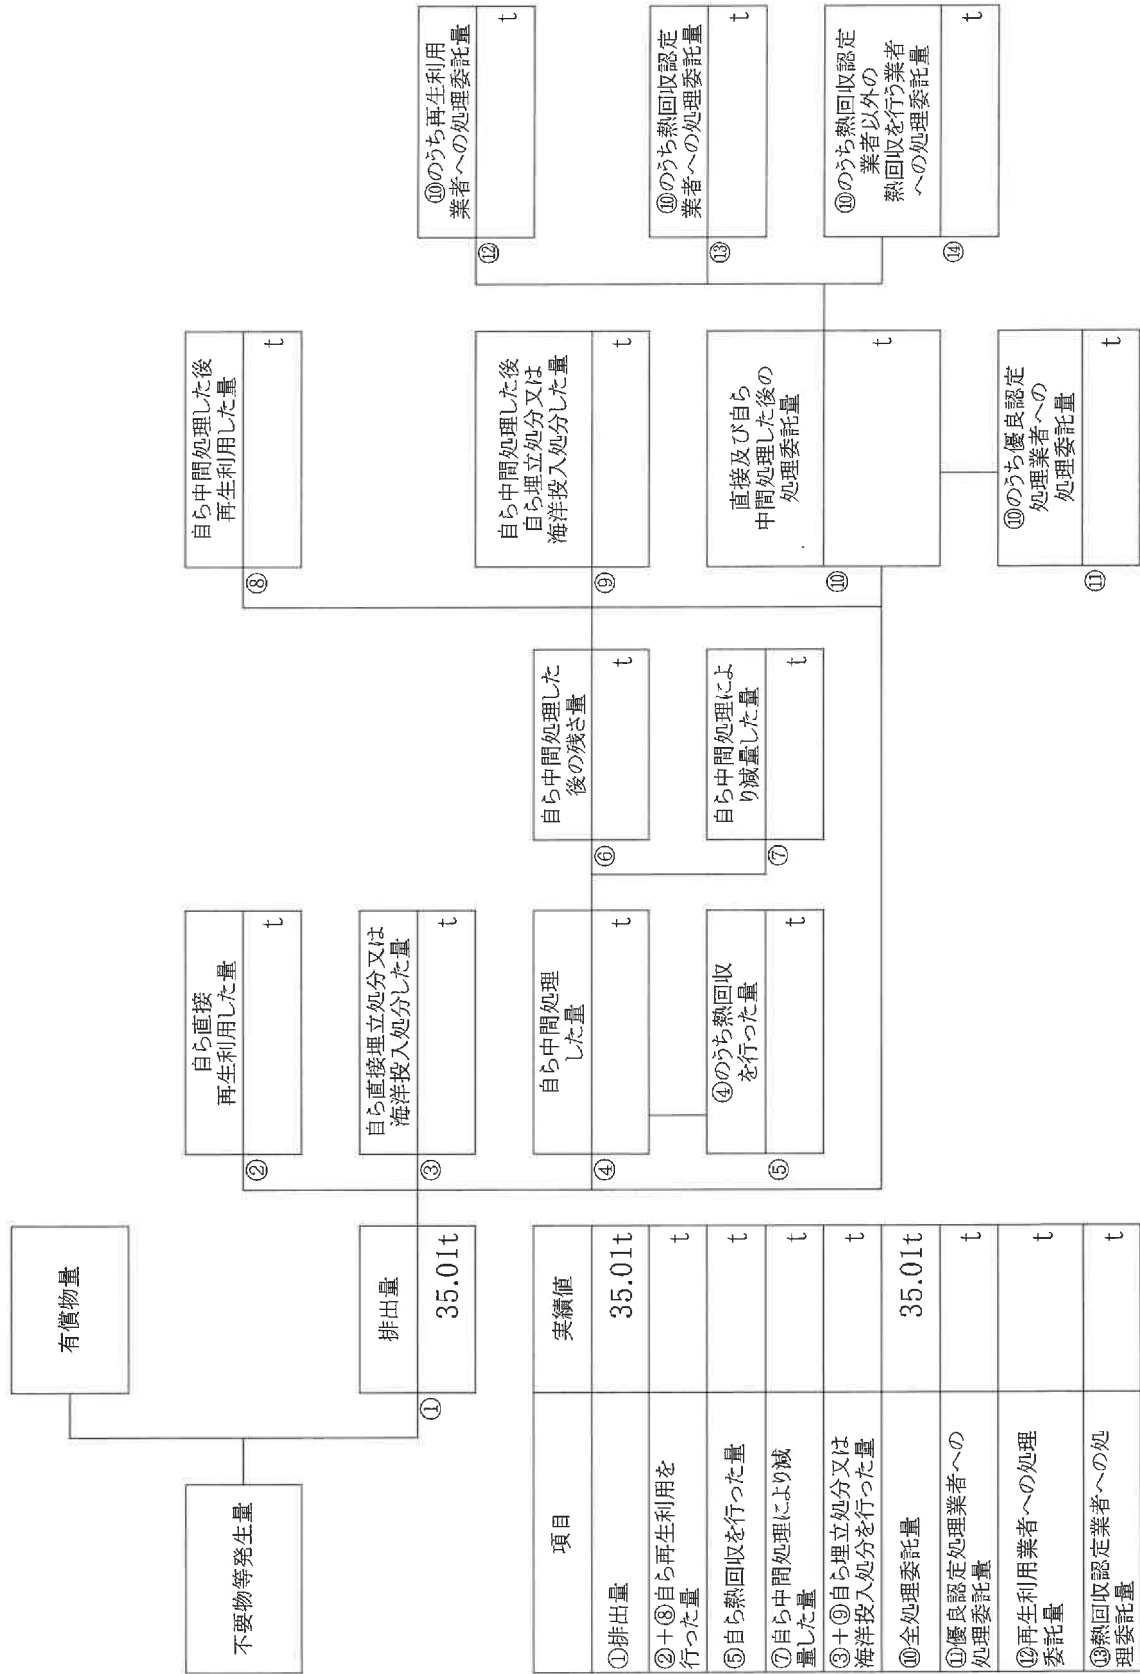 不要物等発生量
有償物量
排出量
①
35.01t
自ら直接
再生利用した量
②
t
自ら直接埋立処分又は
海洋投入処分した量
③
自ら中間処理
した量
④
t
④のうち熱回収
を行った量
⑤
t
自ら中間処理した
後の残さ量
⑥
t
自ら中間処理によ
り減量した量
⑦
t
自ら中間処理した後
再生利用した量
⑧
t
自ら中間処理した後
自ら埋立処分又は
海洋投入処分した量
⑨
t
直接及び自ら
中間処理した後の
処理委託量
⑩
t
⑩のうち優良認定
処理業者への
処理委託量
⑪
t
⑩のうち再生利用
業者への処理委託量
⑫
t
⑩のうち熱回収認定
業者への処理委託量
⑬
t
⑩のうち熱回収認定
業者以外の
熱回収を行う業者
への処理委託量
⑭
t
項目
実績値
①排出量
35.01t
②+⑧自ら再生利用を
行った量
t
⑤自ら熱回収を行った量
t
⑦自ら中間処理により減
量した量
t
③+⑨自ら埋立処分又は
海洋投入処分を行った量
t
⑩全処理委託量
35.01t
⑪優良認定処理業者への
処理委託量
t
⑫再生利用業者への処理
委託量
t
⑬熱回収認定業者への処
理委託量
t